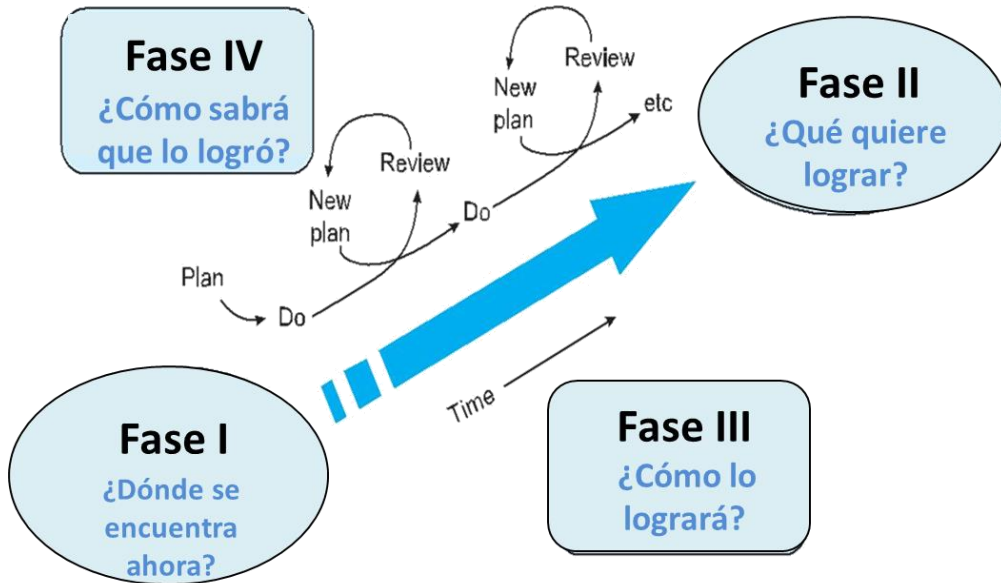 Fase IV
¿Cómo sabrá
que lo logró?
Review
New
plan
etc
Fase II
¿Qué quiere
lograr?
Review
New
plan
Do
Plan
Do
Time
Fase I
¿Dónde se
encuentra
ahora?
Fase III
¿Cómo lo
logrará?